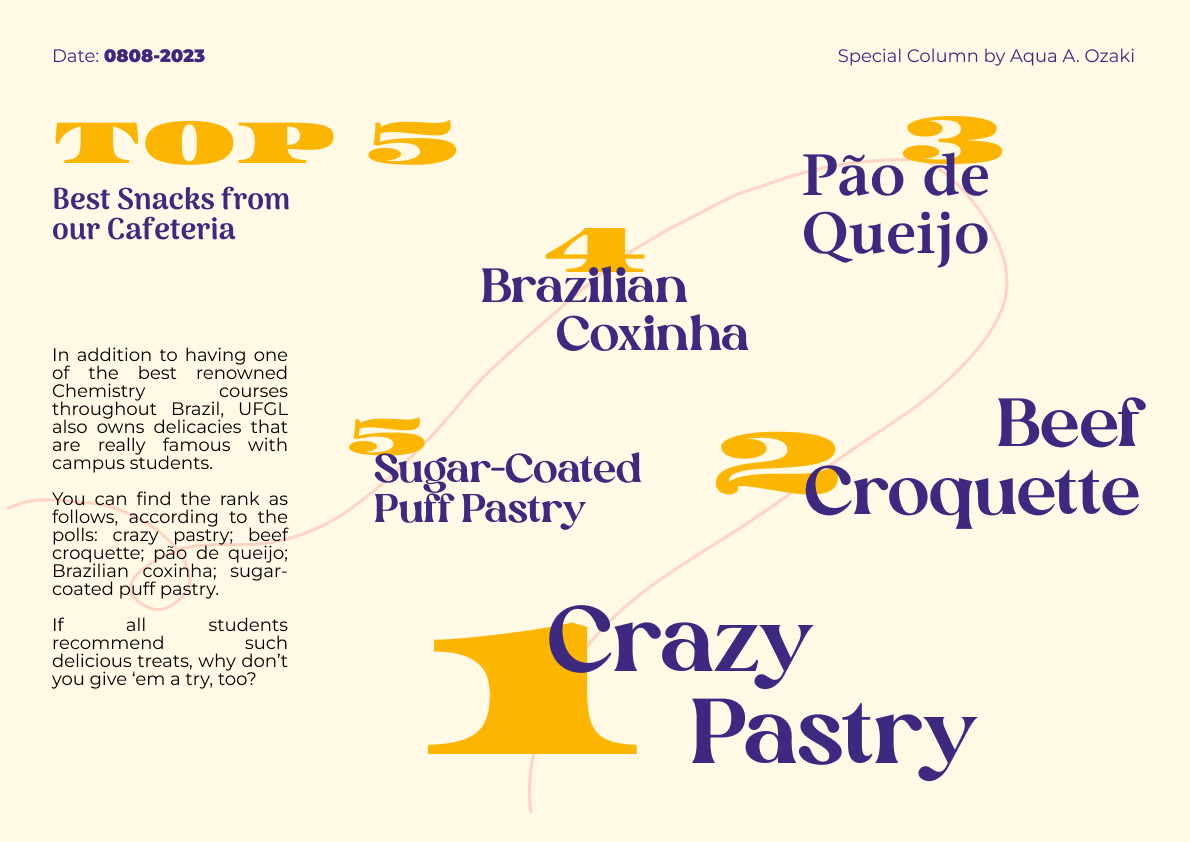 Date: 0808-2023
Special Column by Aqua A. Ozaki
TOP 5
Best Snacks from
our Cafeteria
In addition to having one
of the best renowned
Chemistry courses
throughout Brazil, UFGL
also owns delicacies that
are really famous with
campus students.
You can find the rank as
follows, according to the
polls: crazy pastry; beef
croquette; pão de queijo;
Brazilian coxinha; sugar-
coated puff pastry.
If all students
recommend such
delicious treats, why don’t
you give ‘em a try, too?
3
Pão de
Queijo
4
Brazilian
Coxinha
5
Sugar-Coated
Puff Pastry
2
Beef
Croquette
1
Crazy
Pastry